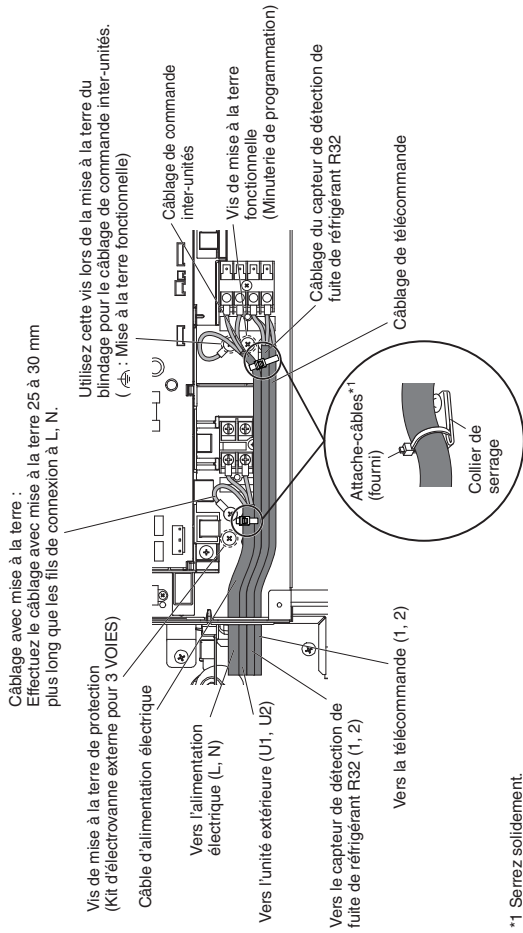 Câblage avec mise à la terre :
Effectuez le câblage avec mise à la terre 25 à 30 mm
plus long que les fils de connexion à L, N.
Utilisez cette vis lors de la mise à la terre du
blindage pour le câblage de commande inter-unités.
( ⏚ : Mise à la terre fonctionnelle)
Vis de mise à la terre de protection
(Kit d'électrovanne externe pour 3 VOIES)
Câble d'alimentation électrique
Vers l'alimentation
électrique (L, N)
Vers l'unité extérieure (U1, U2)
Vers le capteur de détection de
fuite de réfrigérant R32 (1, 2)
Vers la télécommande (1, 2)
Câblage de commande
inter-unités
Vis de mise à la terre
fonctionnelle
(Minuterie de programmation)
Câblage du capteur de détection de
fuite de réfrigérant R32
Câblage de télécommande
Attache-câbles*1
(fourni)
Collier de
serrage
*1 Serrez solidement.